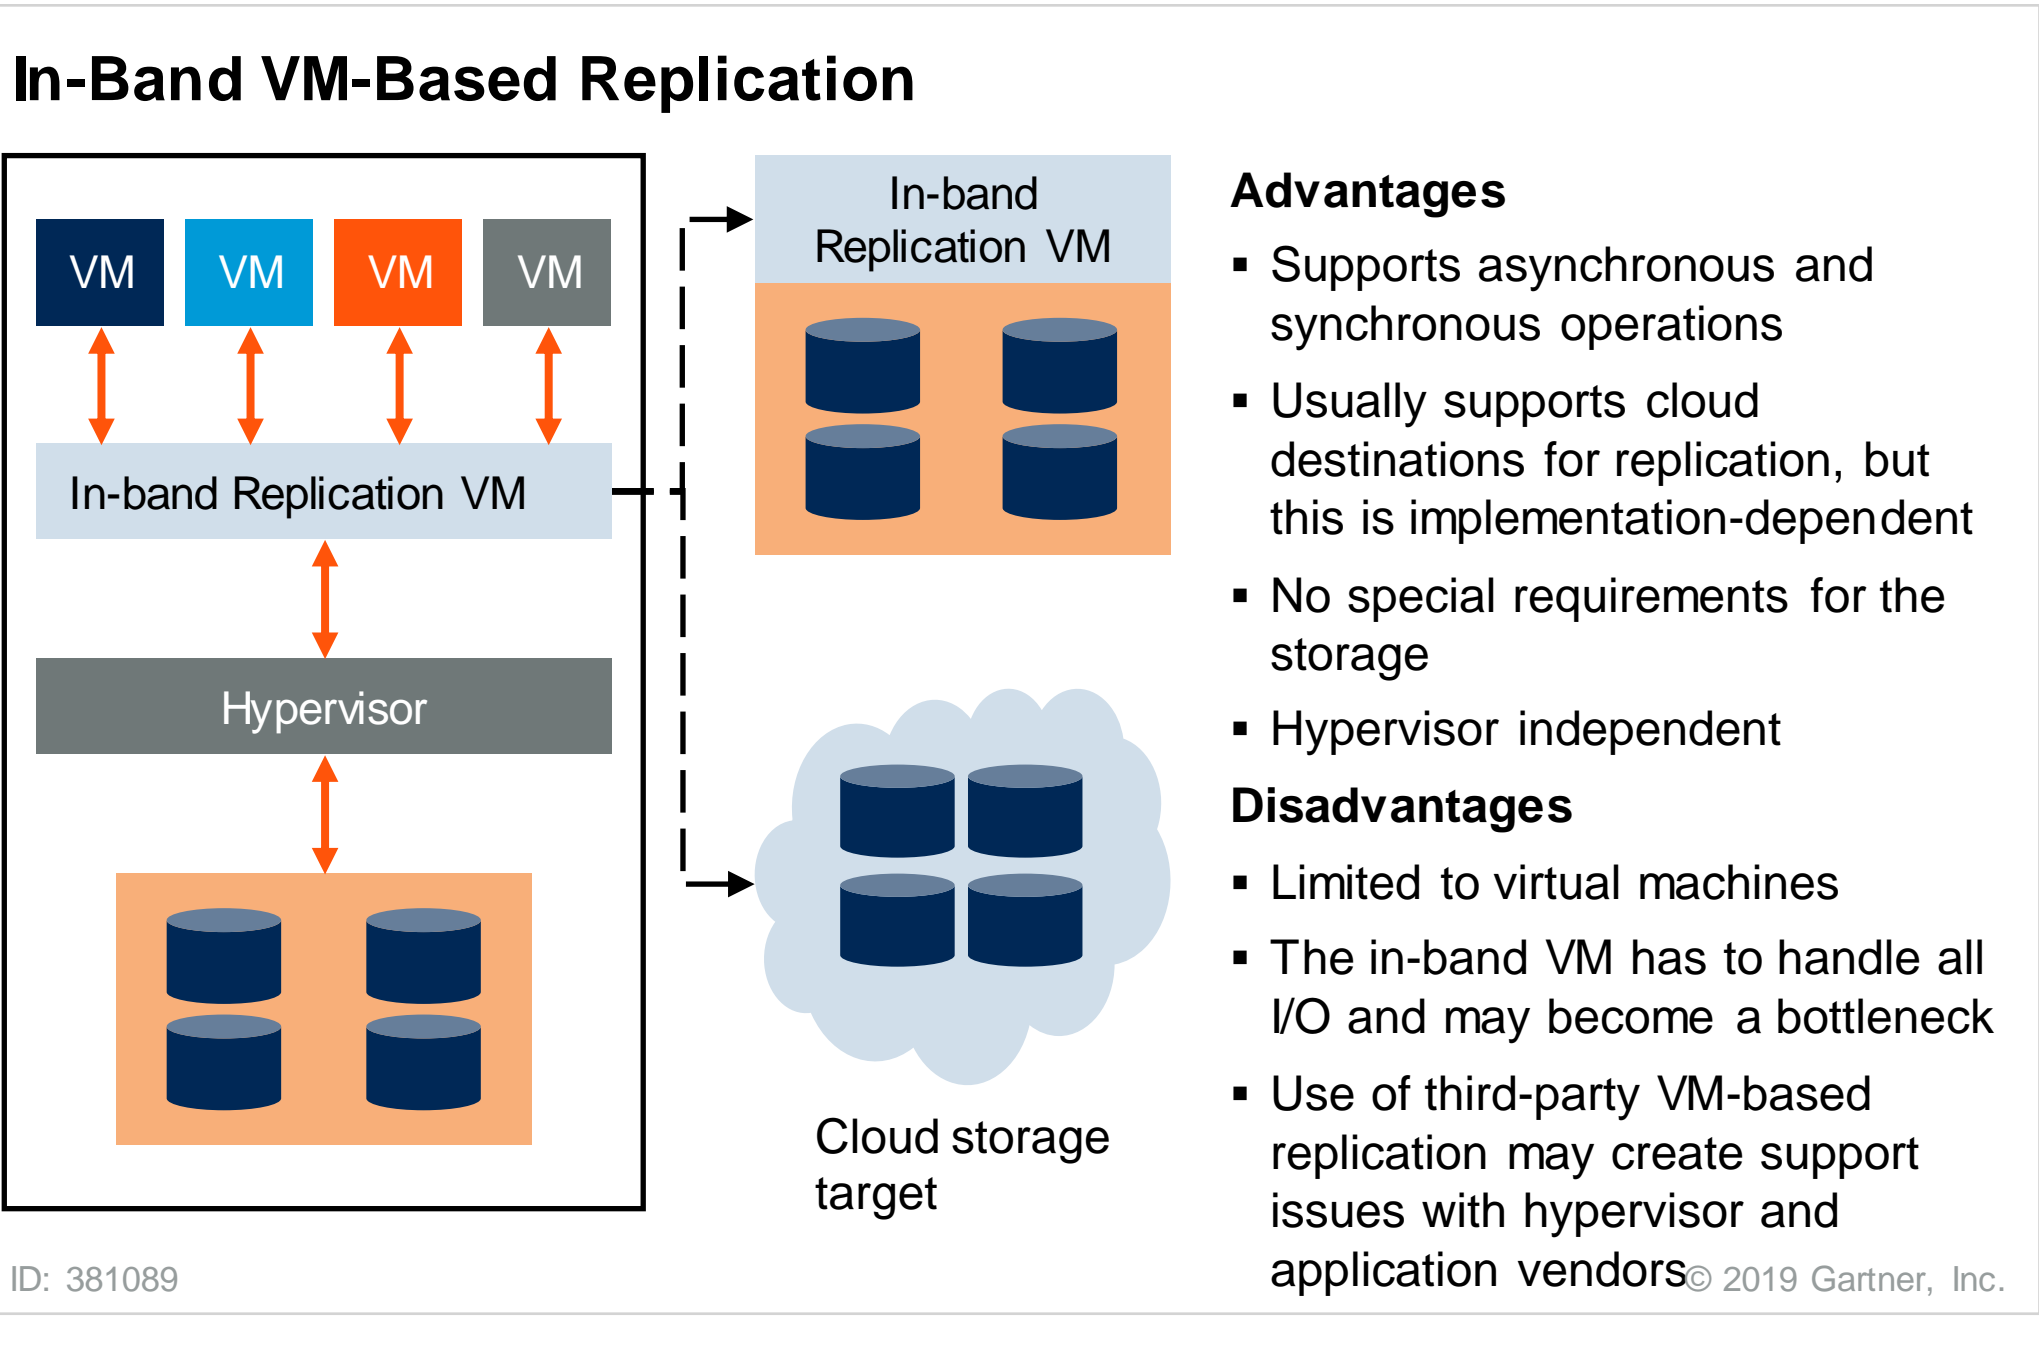 In-Band VM-Based Replication
VM
VM
VM
VM
In-band Replication VM
Hypervisor
In-band
Replication VM
Cloud storage
target
Advantages
▪ Supports asynchronous and
synchronous operations
▪ Usually supports cloud
destinations for replication, but
this is implementation-dependent
▪ No special requirements for the
storage
▪ Hypervisor independent
Disadvantages
▪ Limited to virtual machines
▪ The in-band VM has to handle all
I/O and may become a bottleneck
▪ Use of third-party VM-based
replication may create support
issues with hypervisor and
application vendors
ID: 381089
© 2019 Gartner, Inc.